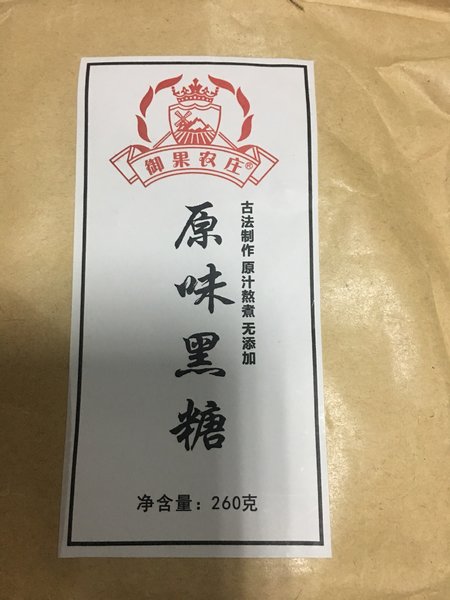 御果农庄®
原味黑糖
古法制作 原汁熬煮 无添加
净含量：260克